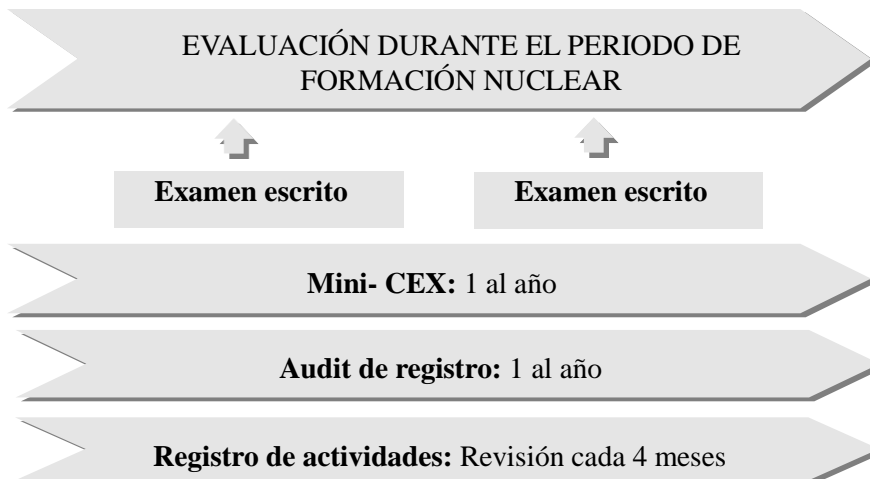 EVALUACIÓN DURANTE EL PERIODO DE
FORMACIÓN NUCLEAR
Examen escrito
Examen escrito
Mini- CEX: 1 al año
Audit de registro: 1 al año
Registro de actividades: Revisión cada 4 meses